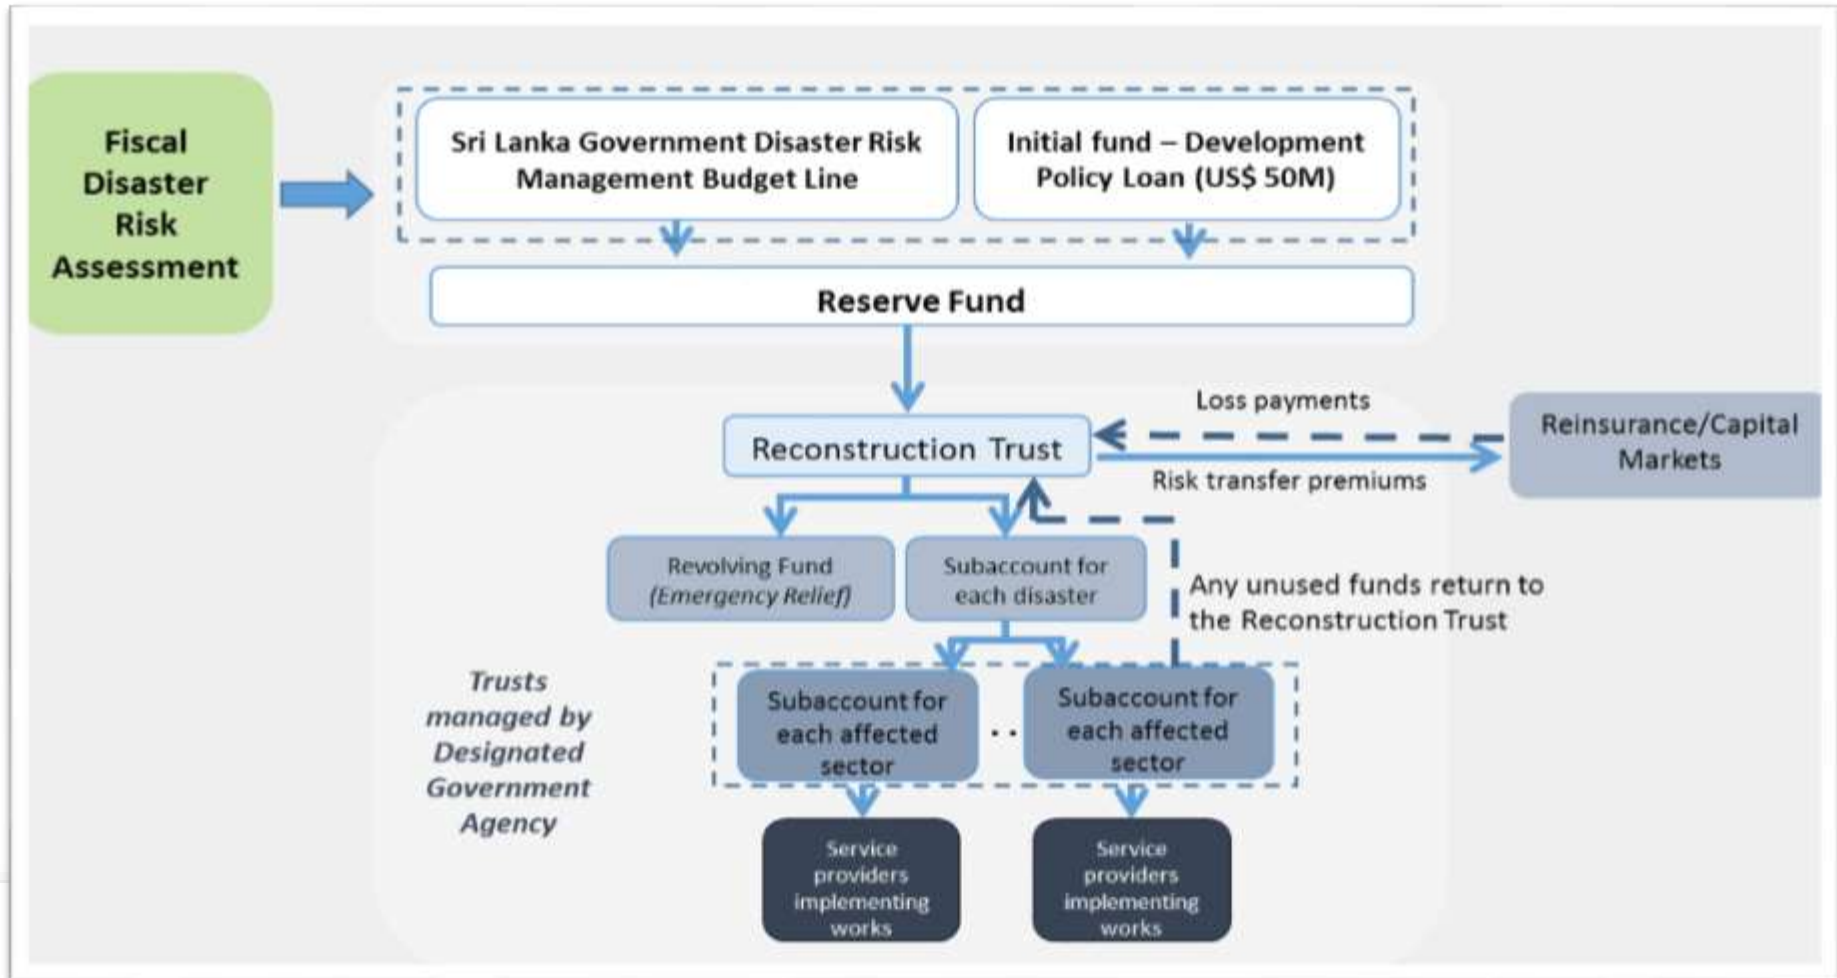 Fiscal
Disaster
Risk
Assessment
Sri Lanka Government Disaster Risk
Management Budget Line
Initial fund – Development
Policy Loan (US$ 50M)
Reserve Fund
Loss payments
Reconstruction Trust
Risk transfer premiums
Reinsurance/Capital
Markets
Revolving Fund
(Emergency Relief)
Subaccount for
each disaster
Any unused funds return to
the Reconstruction Trust
Trusts
managed by
Designated
Government
Agency
Subaccount for
each affected
sector
. .
Subaccount for
each affected
sector
Service
providers
implementing
works
Service
providers
implementing
works